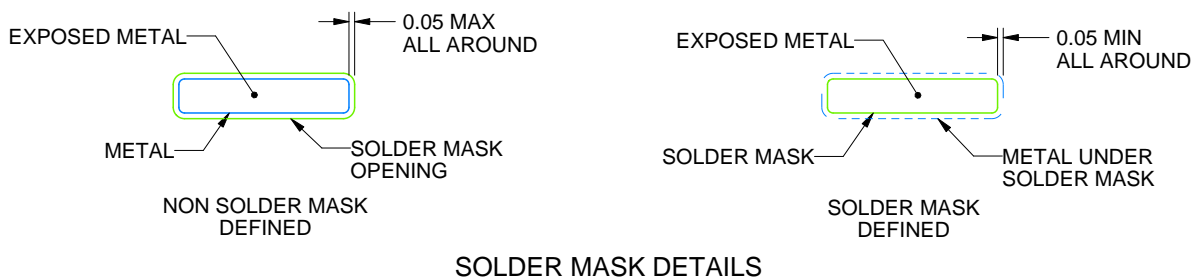 EXPOSED METAL
0.05 MAX
ALL AROUND
METAL
SOLDER MASK
OPENING
NON SOLDER MASK
DEFINED
EXPOSED METAL
0.05 MIN
ALL AROUND
SOLDER MASK
METAL UNDER
SOLDER MASK
SOLDER MASK
DEFINED
SOLDER MASK DETAILS